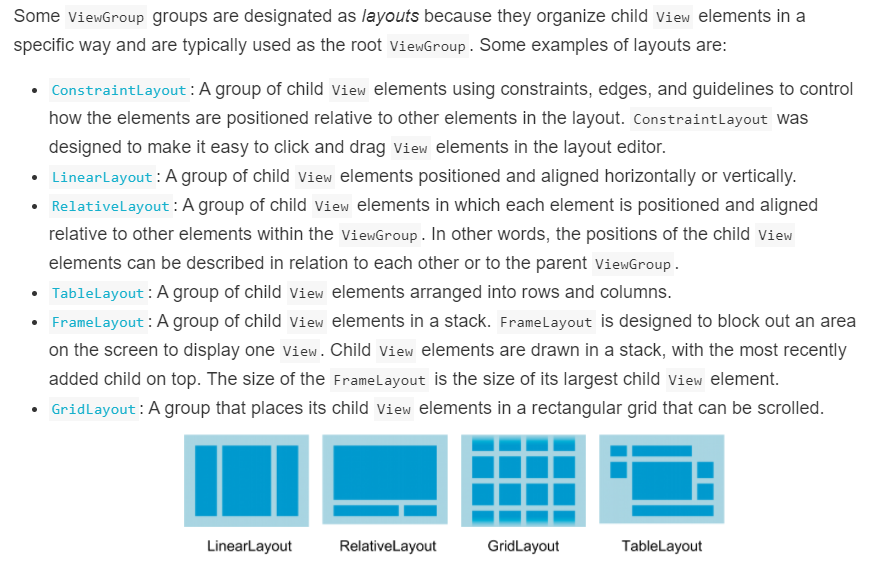 Some ViewGroup groups are designated as layouts because they organize child View elements in a
specific way and are typically used as the root ViewGroup. Some examples of layouts are:
• ConstraintLayout: A group of child View elements using constraints, edges, and guidelines to control
how the elements are positioned relative to other elements in the layout. ConstraintLayout was
designed to make it easy to click and drag View elements in the layout editor.
• LinearLayout: A group of child View elements positioned and aligned horizontally or vertically.
• RelativeLayout: A group of child View elements in which each element is positioned and aligned
relative to other elements within the ViewGroup. In other words, the positions of the child View
elements can be described in relation to each other or to the parent ViewGroup.
• TableLayout: A group of child View elements arranged into rows and columns.
• FrameLayout: A group of child View elements in a stack. FrameLayout is designed to block out an area
on the screen to display one View. Child View elements are drawn in a stack, with the most recently
added child on top. The size of the FrameLayout is the size of its largest child View element.
• GridLayout: A group that places its child View elements in a rectangular grid that can be scrolled.
LinearLayout RelativeLayout GridLayout TableLayout